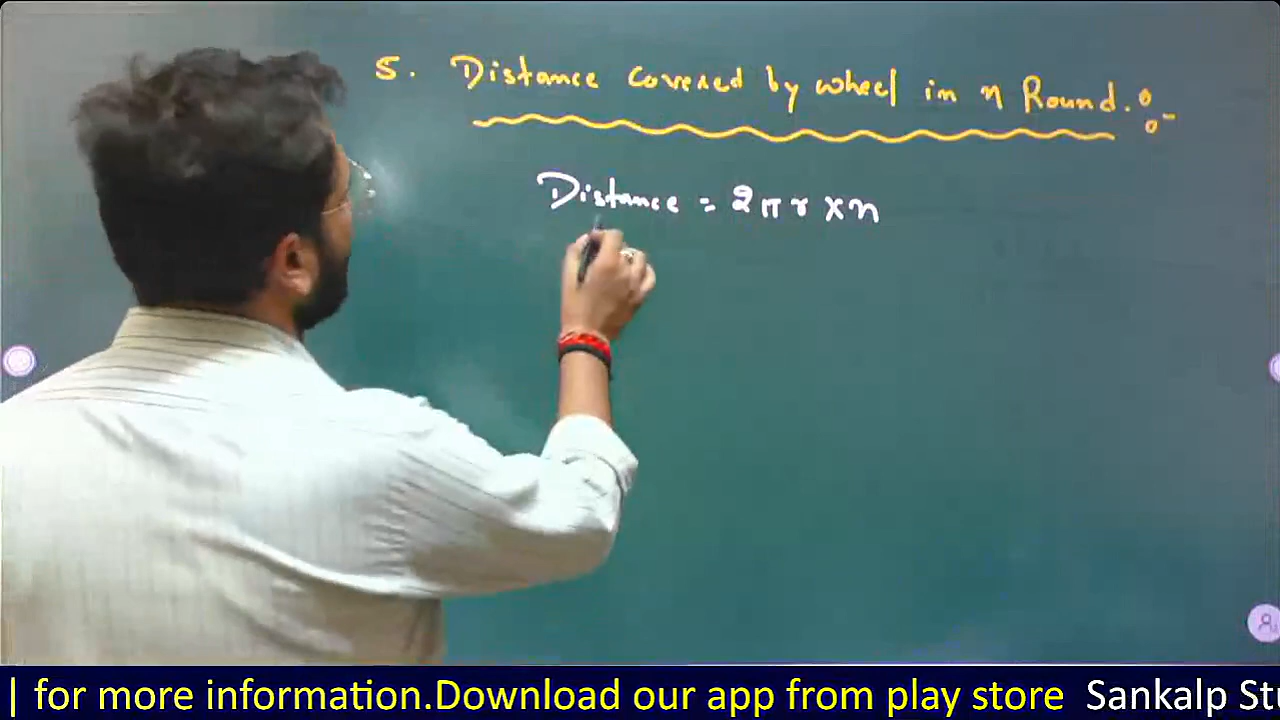 5. Distance covered by wheel in n Round.:-
Distance = 2πr×n
| for more information.Download our app from play store Sankalp St